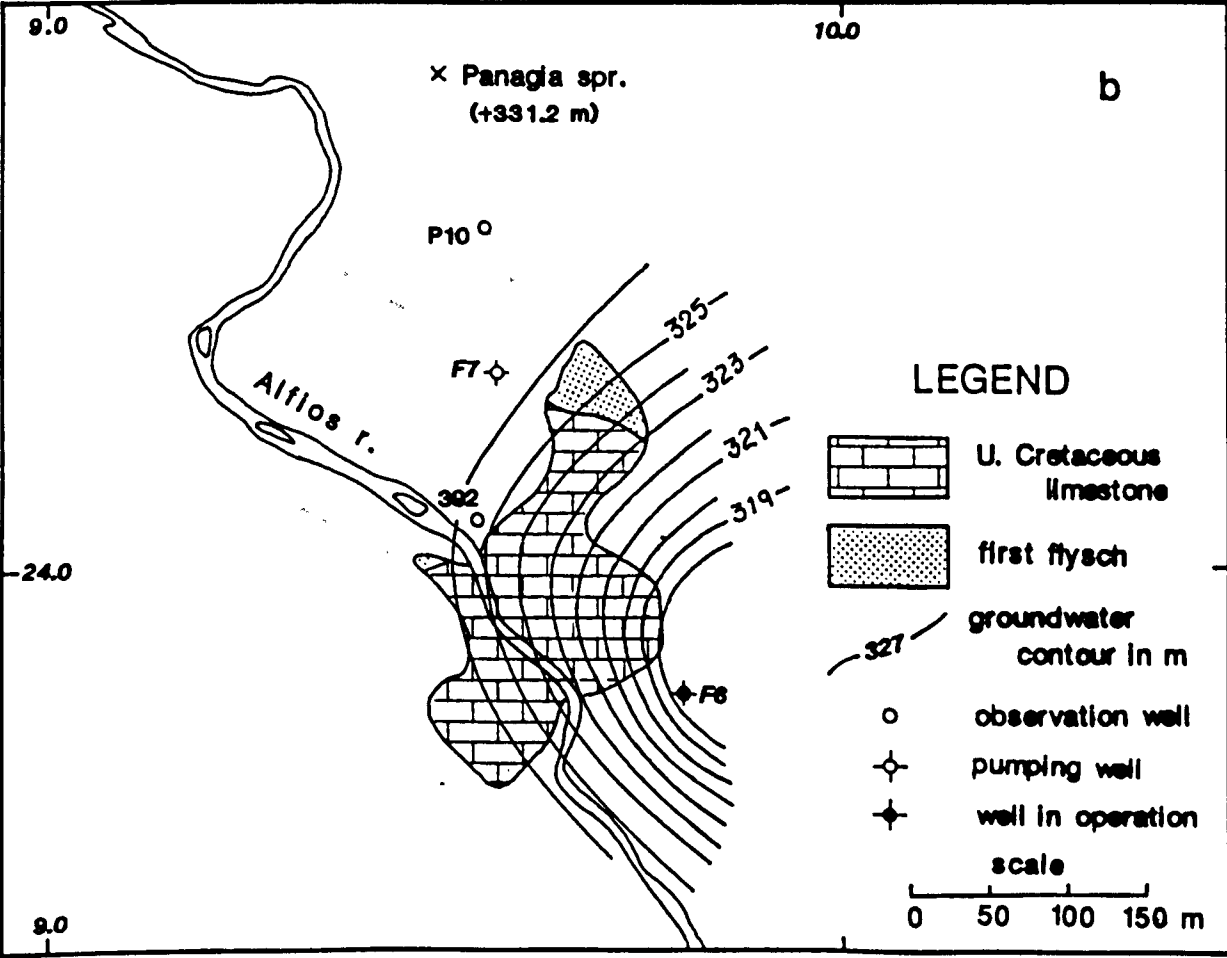 9.0
10.0
Panagia spr.
(+331.2 m)
b
P10
325
F7
323
LEGEND
Alfios r.
321
U. Cretaceous
limestone
319
392
first flysch
24.0
groundwater
contour in m
327
F6
observation well
pumping well
well in operation
scale
0 50 100 150 m
9.0